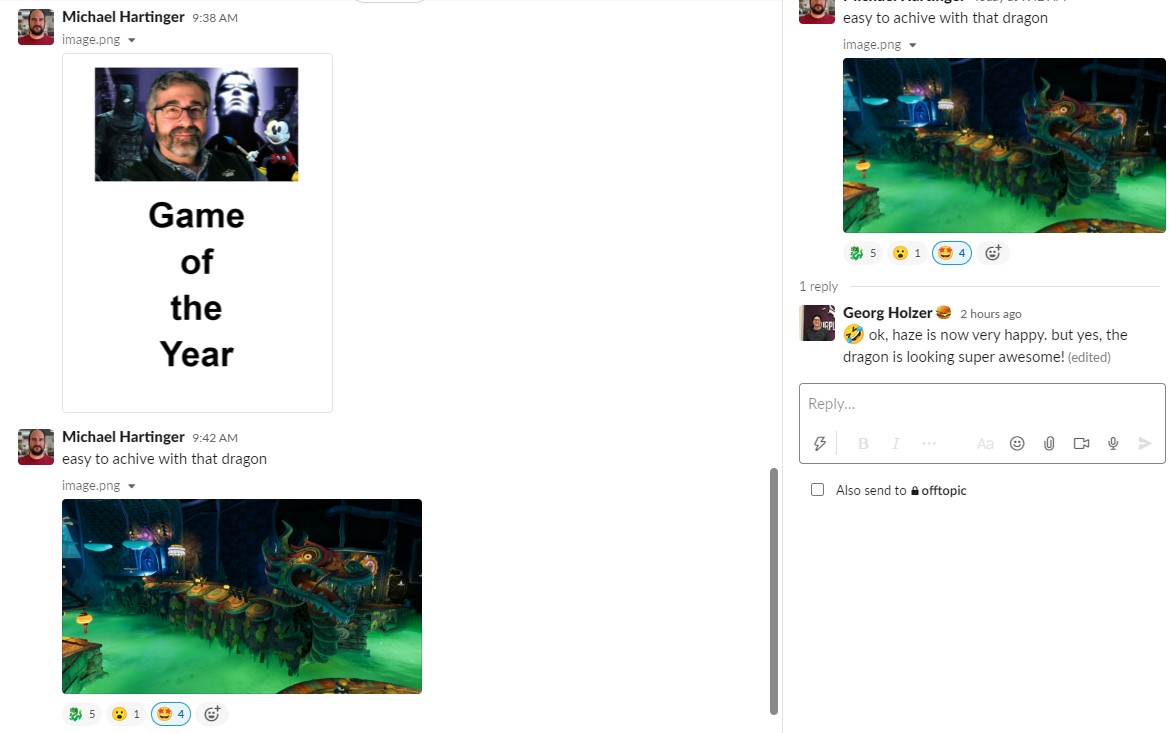 Michael Hartinger 9:38 AM
image.png
Game
of
the
Year
Michael Hartinger 9:42 AM
easy to achive with that dragon
image.png
5 1 4
easy to achive with that dragon
image.png
5 1 4
1 reply
Georg Holzer 2 hours ago
ok, haze is now very happy. but yes, the
dragon is looking super awesome! (edited)
Reply...
B I Aa
Also send to offtopic